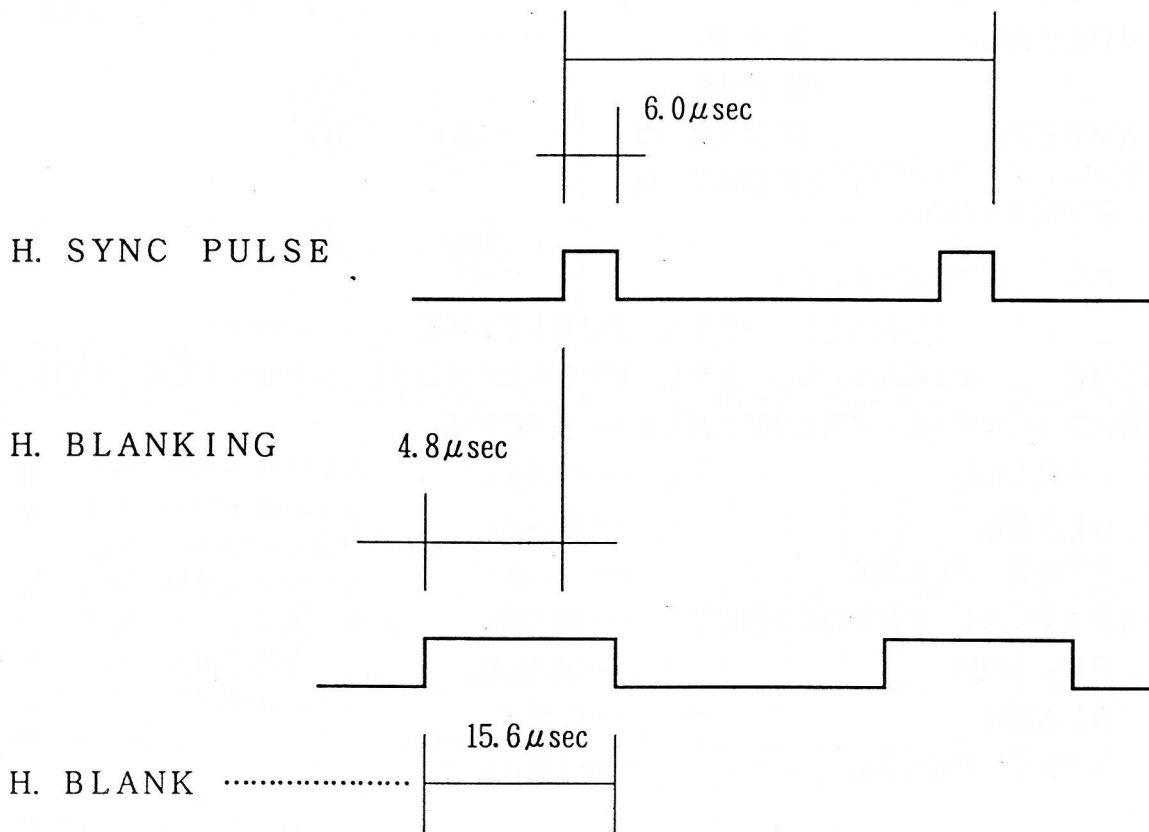 6.0μsec
H. SYNC PULSE
H. BLANKING
4.8μsec
15.6μsec
H. BLANK ....................